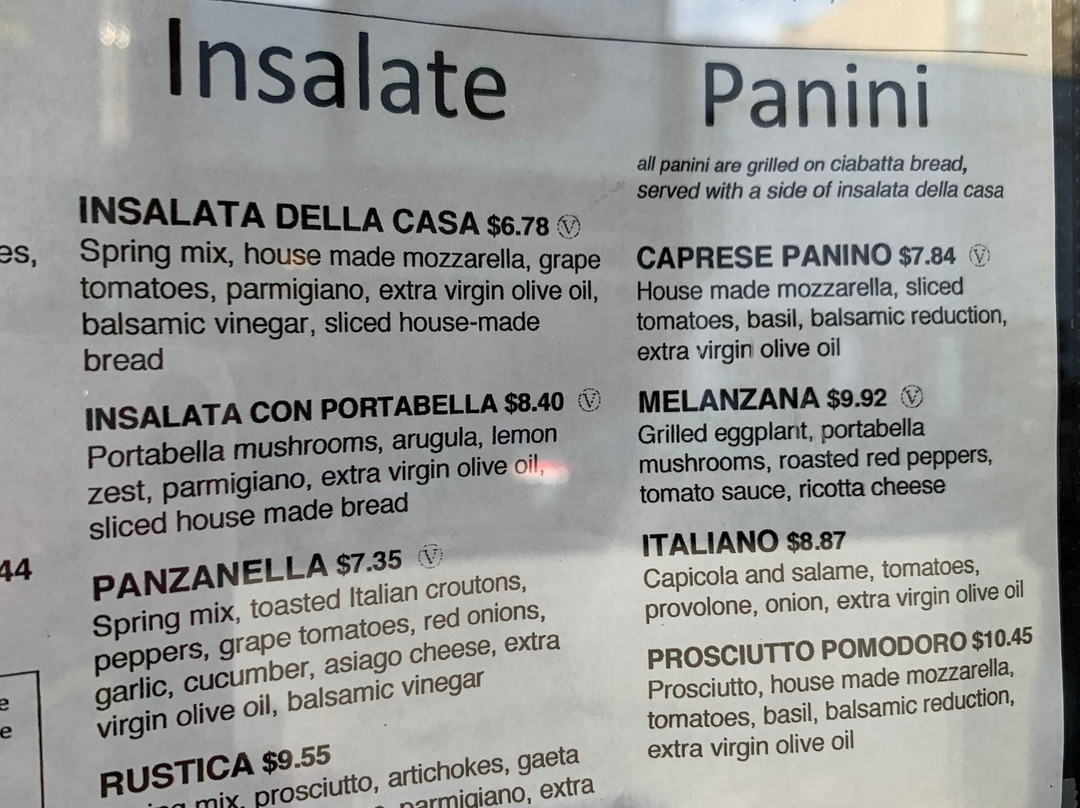 Insalate
INSALATA DELLA CASA $6.78 Ⓥ
Spring mix, house made mozzarella, grape
tomatoes, parmigiano, extra virgin olive oil,
balsamic vinegar, sliced house-made
bread
INSALATA CON PORTABELLA $8.40 Ⓥ
Portabella mushrooms, arugula, lemon
zest, parmigiano, extra virgin olive oil,
sliced house made bread
PANZANELLA $7.35 Ⓥ
Spring mix, toasted Italian croutons,
peppers, grape tomatoes, red onions,
garlic, cucumber, asiago cheese, extra
virgin olive oil, balsamic vinegar
RUSTICA $9.55
mix, prosciutto, artichokes, gaeta
parmigiano, extra
Panini
all panini are grilled on ciabatta bread,
served with a side of insalata della casa
CAPRESE PANINO $7.84 Ⓥ
House made mozzarella, sliced
tomatoes, basil, balsamic reduction,
extra virgin olive oil
MELANZANA $9.92 Ⓥ
Grilled eggplant, portabella
mushrooms, roasted red peppers,
tomato sauce, ricotta cheese
ITALIANO $8.87
Capicola and salame, tomatoes,
provolone, onion, extra virgin olive oil
PROSCIUTTO POMODORO $10.45
Prosciutto, house made mozzarella,
tomatoes, basil, balsamic reduction,
extra virgin olive oil